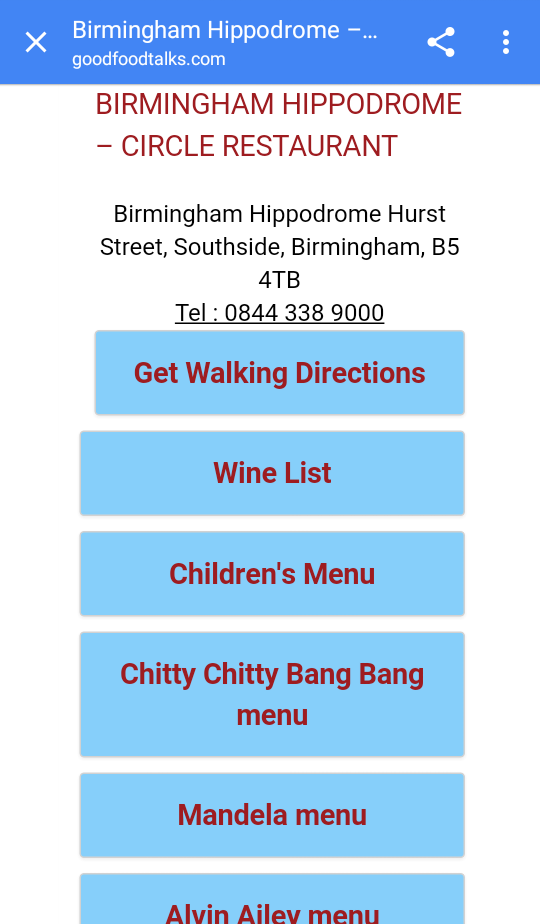 Birmingham Hippodrome –...
goodfoodtalks.com
BIRMINGHAM HIPPODROME
– CIRCLE RESTAURANT
Birmingham Hippodrome Hurst
Street, Southside, Birmingham, B5
4TB
Tel : 0844 338 9000
Get Walking Directions
Wine List
Children's Menu
Chitty Chitty Bang Bang
menu
Mandela menu
Alvin Ailey menu